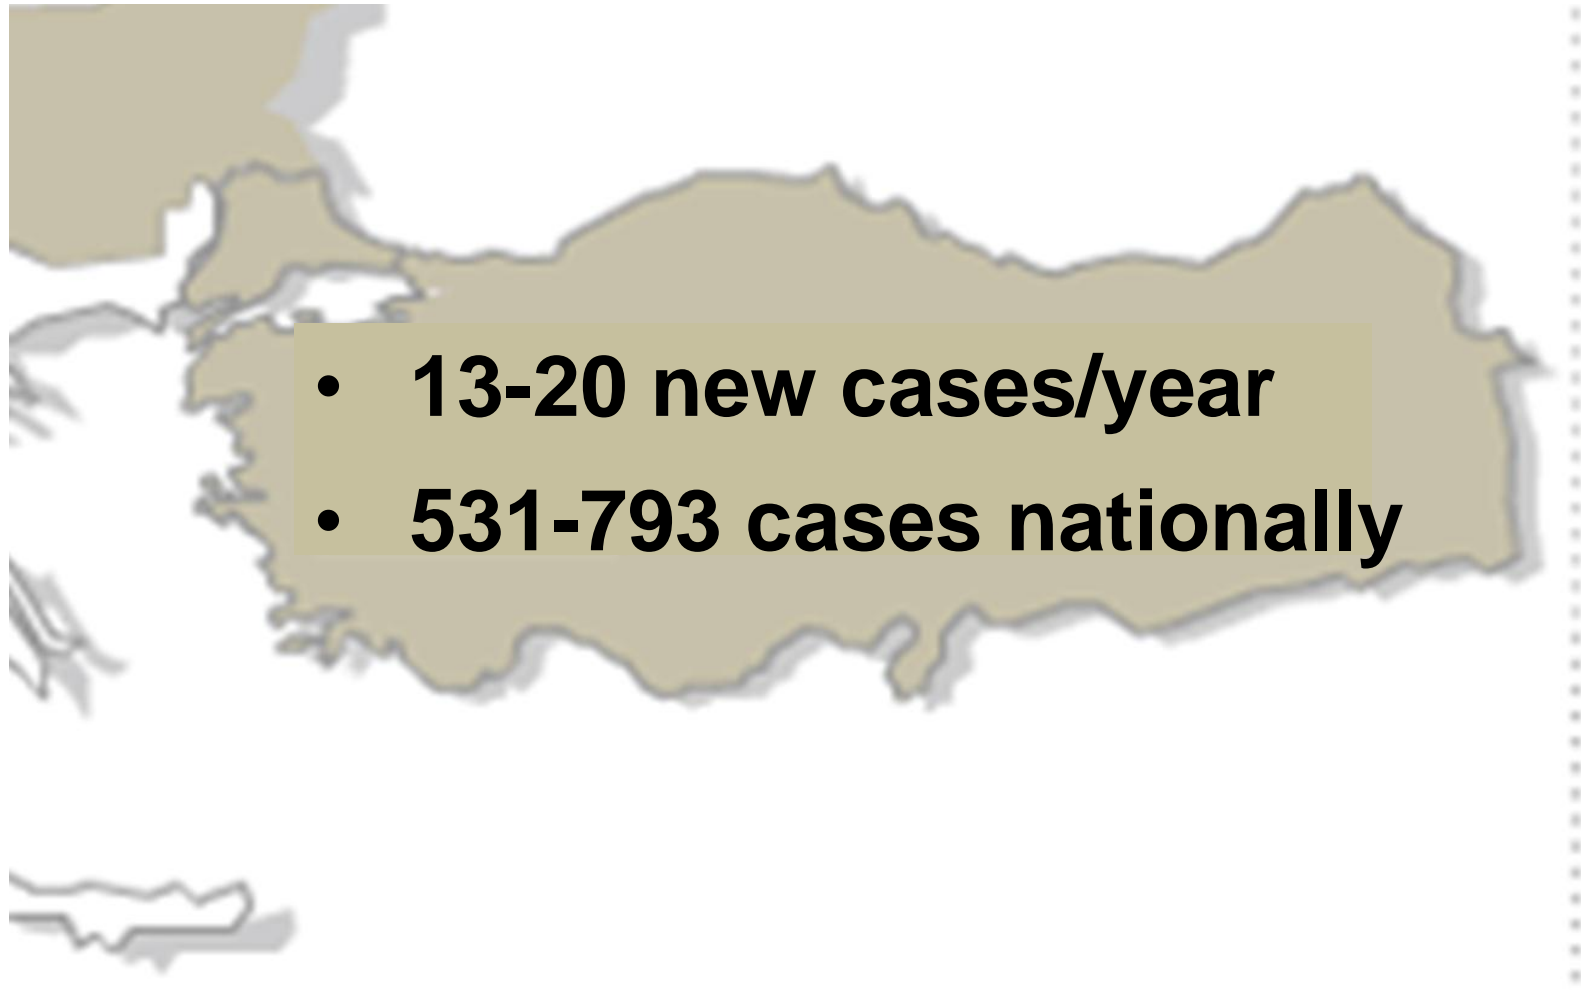 • 13-20 new cases/year
• 531-793 cases nationally